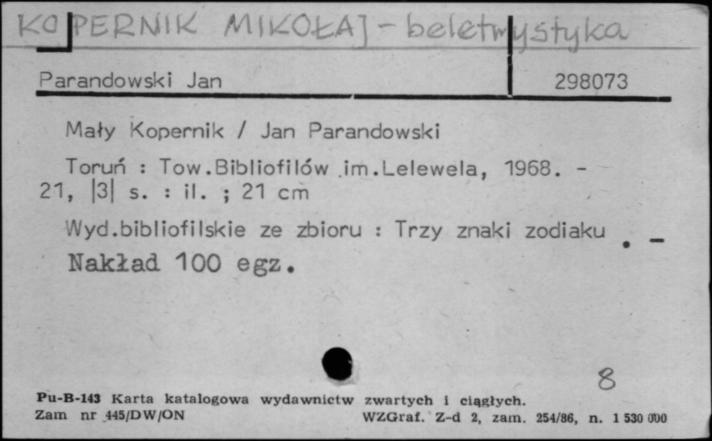 KOPERNIK MIKOŁAJ - beletrystyka
Parandowski Jan 298073
Mały Kopernik / Jan Parandowski
Toruń : Tow.Bibliofilów im.Lelewela, 1968. -
21, |3| s. : il. ; 21 cm
Wyd.bibliofilskie ze zbioru : Trzy znaki zodiaku . -
Nakład 100 egz.
8
Pu-B-143 Karta katalogowa wydawnictw zwartych i ciągłych.
Zam nr 445/DW/ON WZGraf. Z-d 2, zam. 254/86, n. 1 530 000